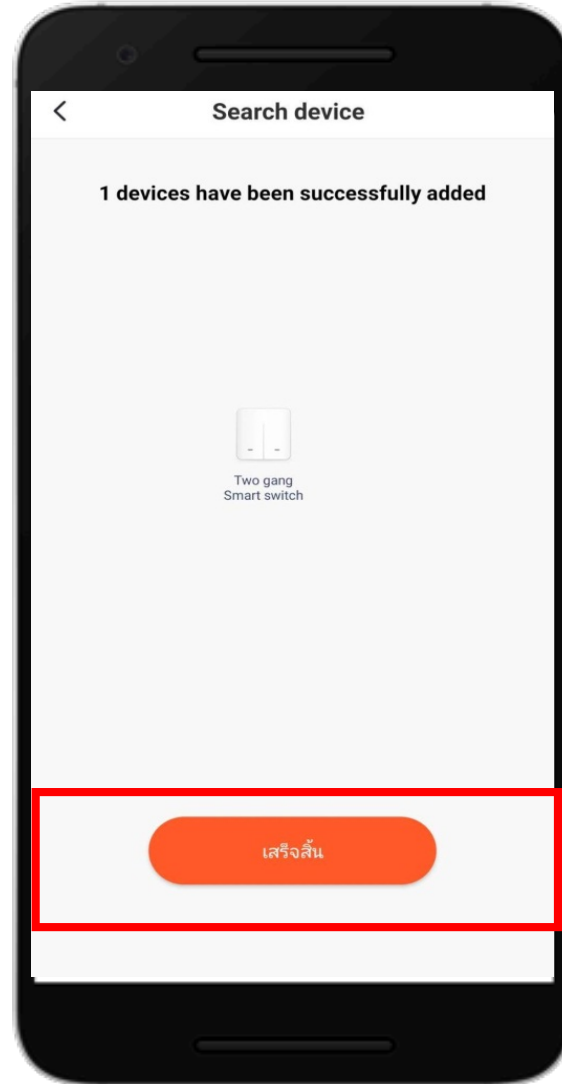 Search device
1 devices have been successfully added
Two gang
Smart switch
เสร็จสิ้น